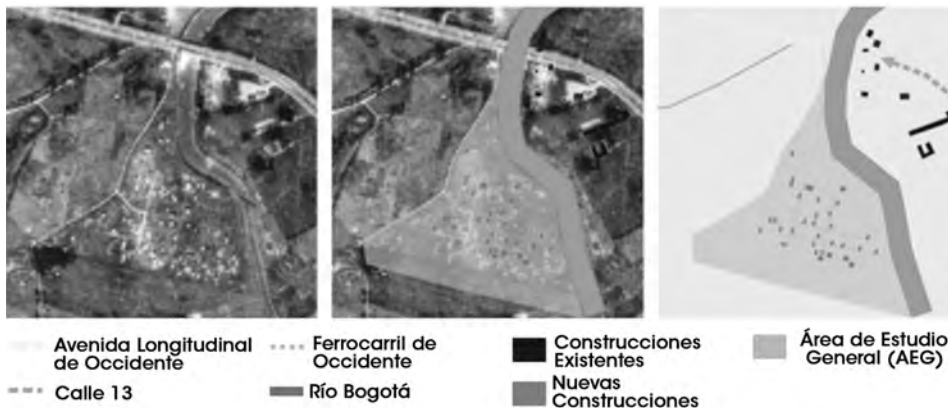 Avenida Longitudinal
de Occidente
Calle 13
Ferrocarril de
Occidente
Río Bogotá
Construcciones
Existentes
Nuevas
Construcciones
Área de Estudio
General (AEG)